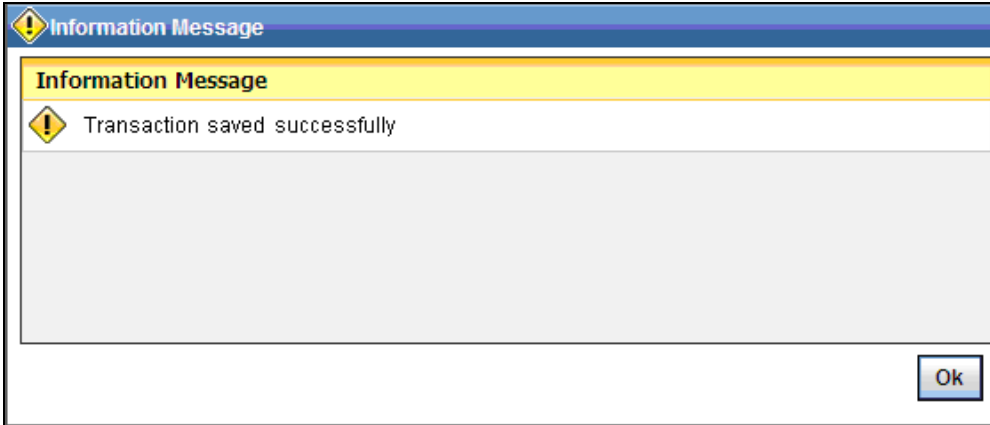 Information Message
Information Message
Transaction saved successfully
Ok